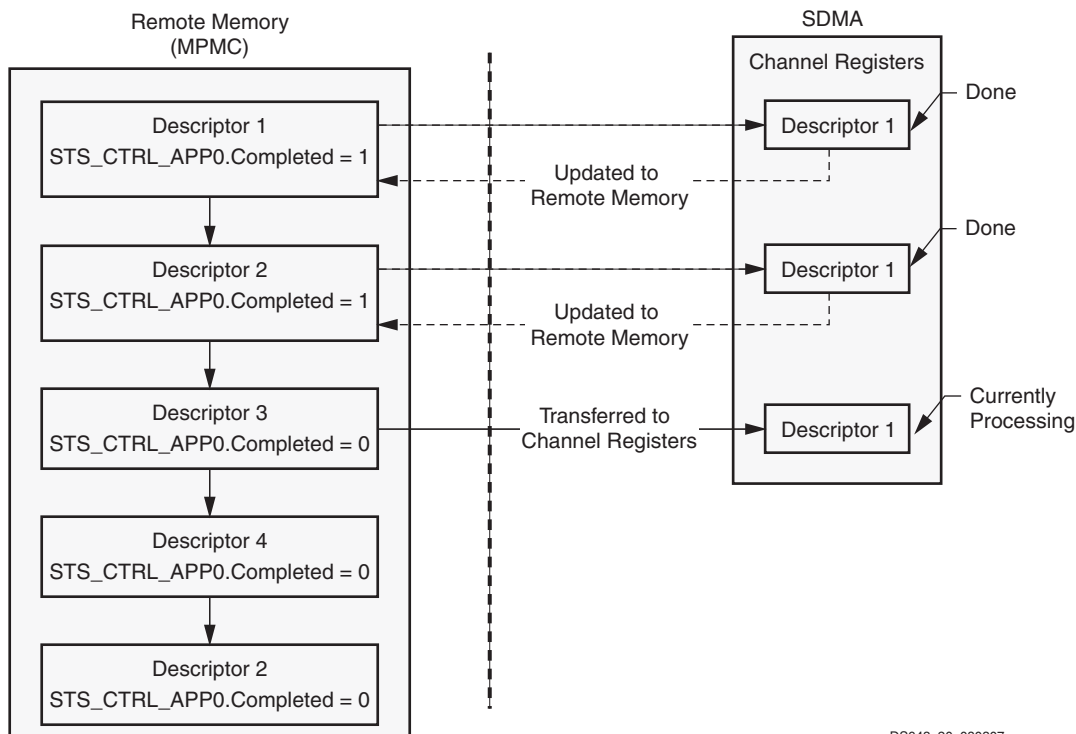 Remote Memory
(MPMC)
SDMA
Channel Registers
Descriptor 1
STS_CTRL_APP0.Completed = 1
Descriptor 1
Done
Updated to
Remote Memory
Descriptor 2
STS_CTRL_APP0.Completed = 1
Descriptor 1
Done
Updated to
Remote Memory
Descriptor 3
STS_CTRL_APP0.Completed = 0
Transferred to
Channel Registers
Descriptor 1
Currently
Processing
Descriptor 4
STS_CTRL_APP0.Completed = 0
Descriptor 2
STS_CTRL_APP0.Completed = 0